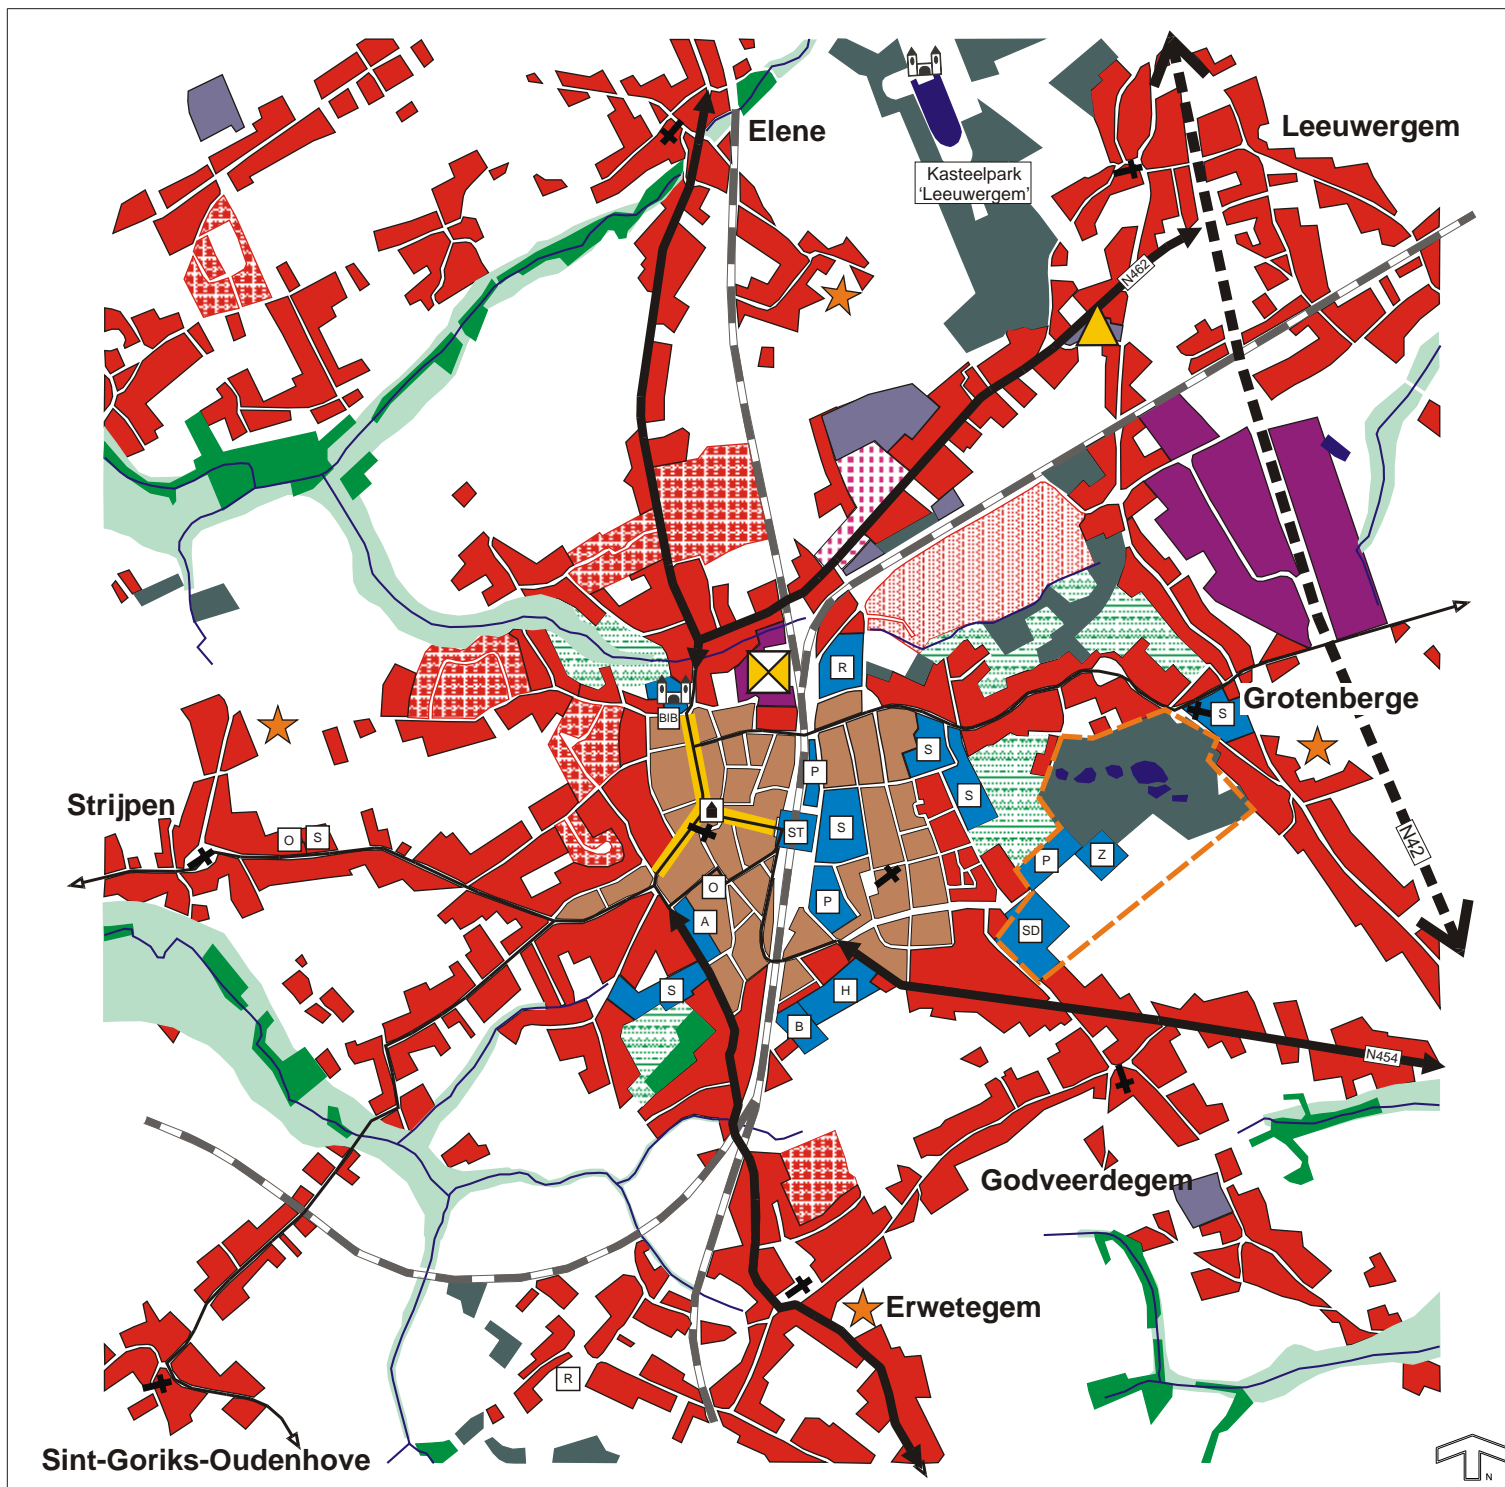 Elene
Leeuwergem
Kasteelpark
'Leeuwergem'
N462
R
BIB
S
Grotenberge
S
P
S
Strijpen
O
S
ST
S
P
Z
N42
O
P
A
SD
S
H
B
N454
Godveerdegem
Erwetegem
R
Sint-Goriks-Oudenhove
N